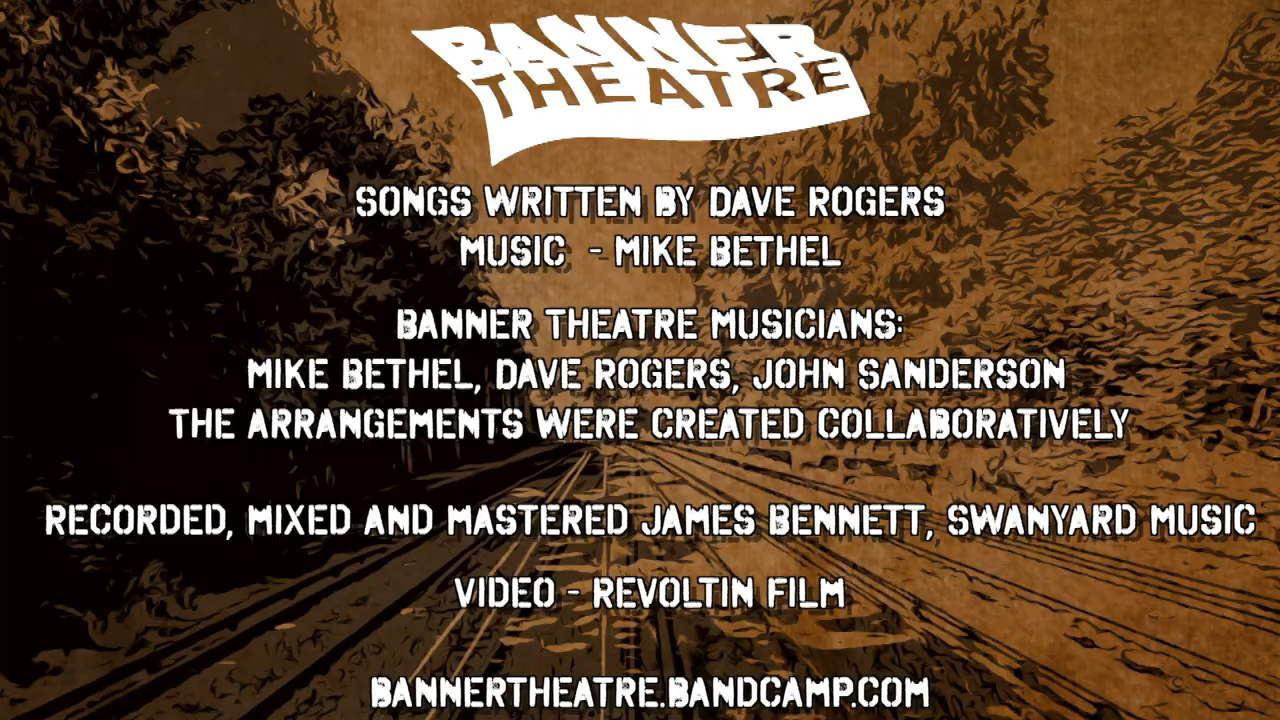 BANNER
THEATRE
SONGS WRITTEN BY DAVE ROGERS
MUSIC - MIKE BETHEL
BANNER THEATRE MUSICIANS:
MIKE BETHEL, DAVE ROGERS, JOHN SANDERSON
THE ARRANGEMENTS WERE CREATED COLLABORATIVELY
RECORDED, MIXED AND MASTERED JAMES BENNETT, SWANYARD MUSIC
VIDEO - REVOLTIN FILM
BANNERTHEATRE.BANDCAMP.COM